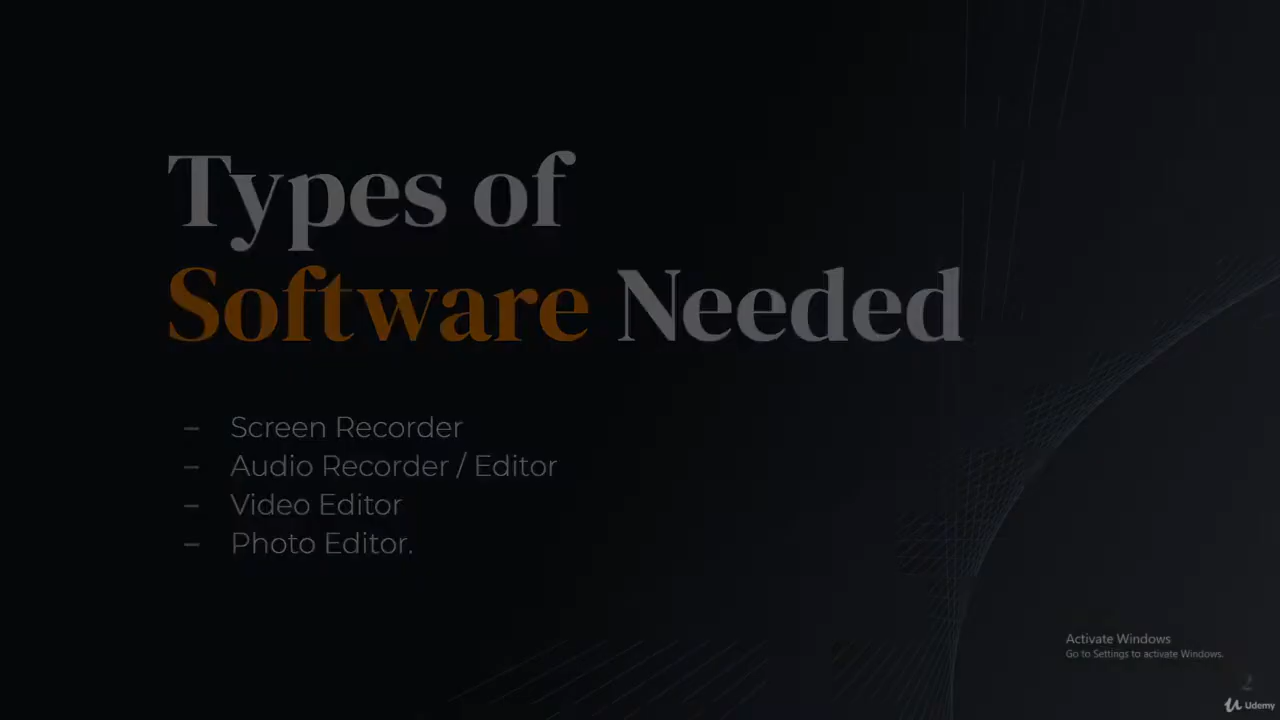 Types of
Software Needed
– Screen Recorder
– Audio Recorder / Editor
– Video Editor
– Photo Editor.
Activate Windows
Go to Settings to activate Windows.
2
Udemy